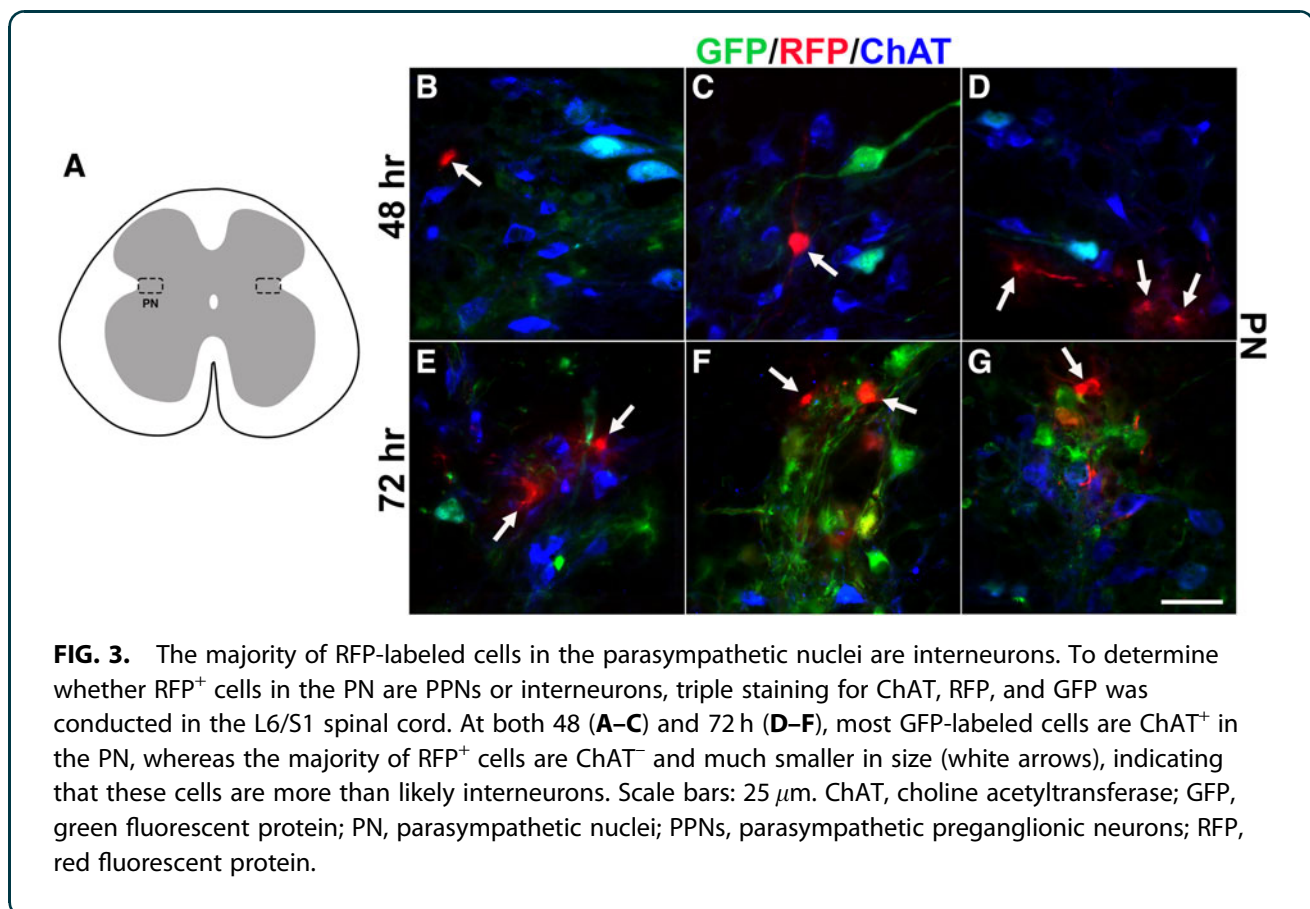 GFP/RFP/ChAT
A
B
C
D
48 hr
PN
PN
E
F
G
72 hr
FIG. 3. The majority of RFP-labeled cells in the parasympathetic nuclei are interneurons. To determine
whether RFP⁺ cells in the PN are PPNs or interneurons, triple staining for ChAT, RFP, and GFP was
conducted in the L6/S1 spinal cord. At both 48 (A–C) and 72 h (D–F), most GFP-labeled cells are ChAT⁺ in
the PN, whereas the majority of RFP⁺ cells are ChAT⁻ and much smaller in size (white arrows), indicating
that these cells are more than likely interneurons. Scale bars: 25 μm. ChAT, choline acetyltransferase; GFP,
green fluorescent protein; PN, parasympathetic nuclei; PPNs, parasympathetic preganglionic neurons; RFP,
red fluorescent protein.